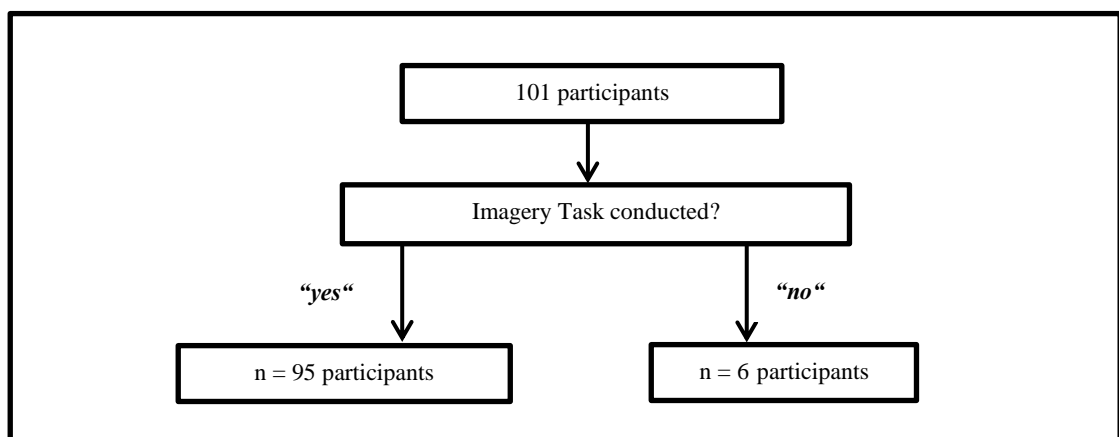 101 participants
Imagery Task conducted?
“yes“
“no“
n = 95 participants
n = 6 participants